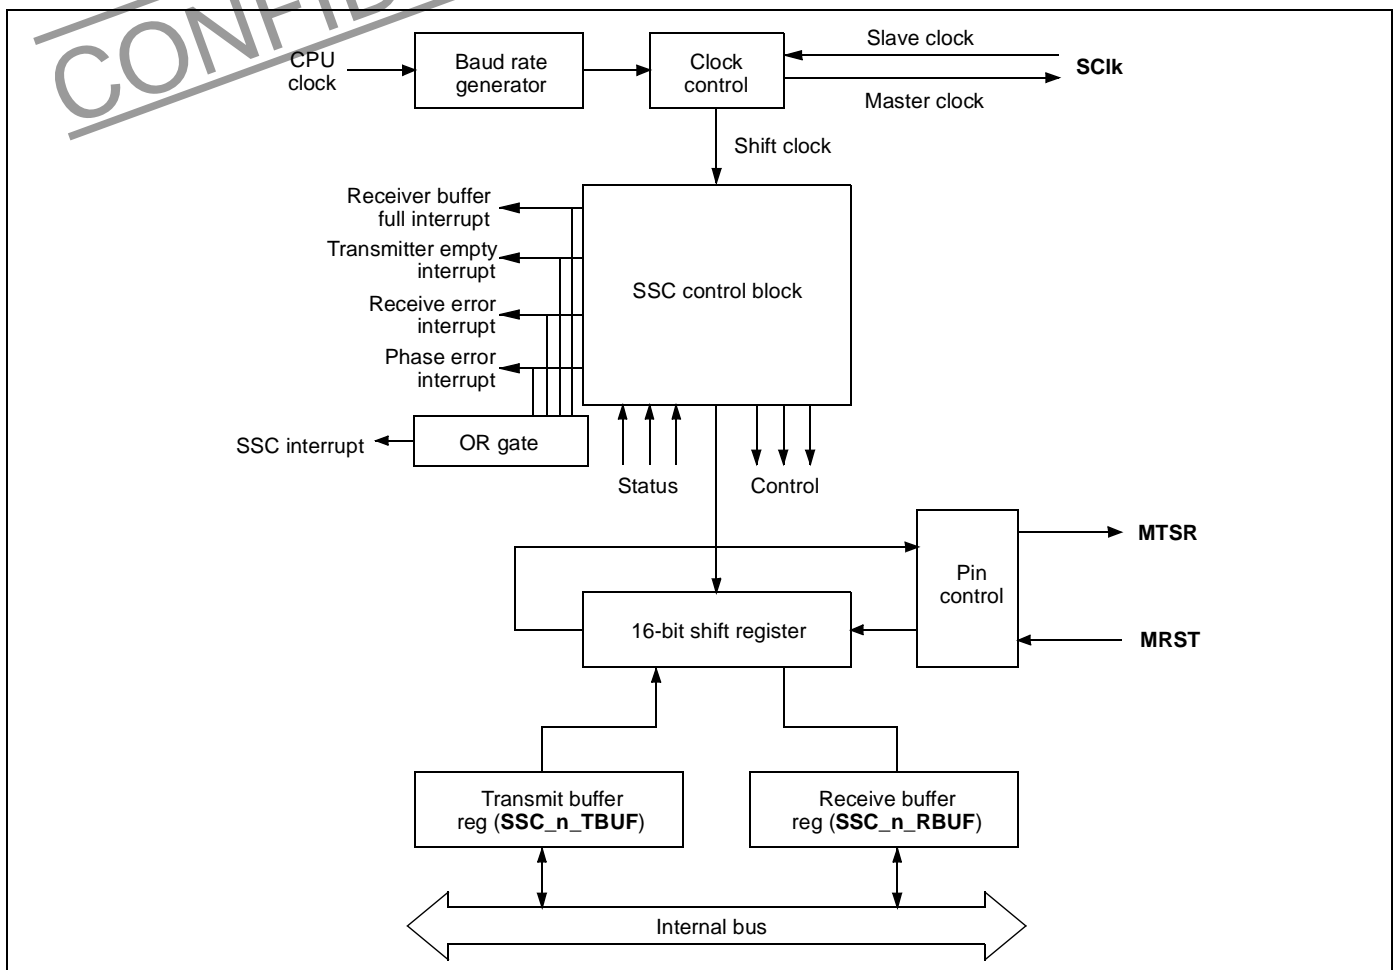 CPU
clock
Baud rate
generator
Clock
control
Slave clock
SClk
Master clock
Shift clock
Receiver buffer
full interrupt
Transmitter empty
interrupt
Receive error
interrupt
Phase error
interrupt
SSC control block
SSC interrupt
OR gate
Status
Control
MTSR
Pin
control
16-bit shift register
MRST
Transmit buffer
reg (SSC_n_TBUF)
Receive buffer
reg (SSC_n_RBUF)
Internal bus